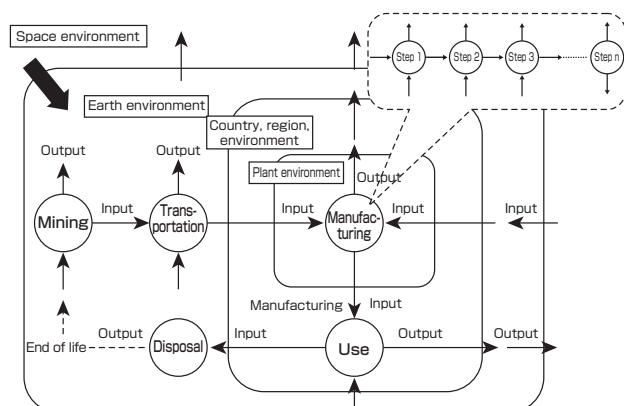 Space environment
Step 1
Step 2
Step 3
Step n
Earth environment
Country, region,
environment
Plant environment
Output
Output
Output
Mining
Input
Trans-
portation
Input
Manufac-
turing
Input
Input
Manufacturing
Input
End of life
Output
Disposal
Input
Use
Output
Output